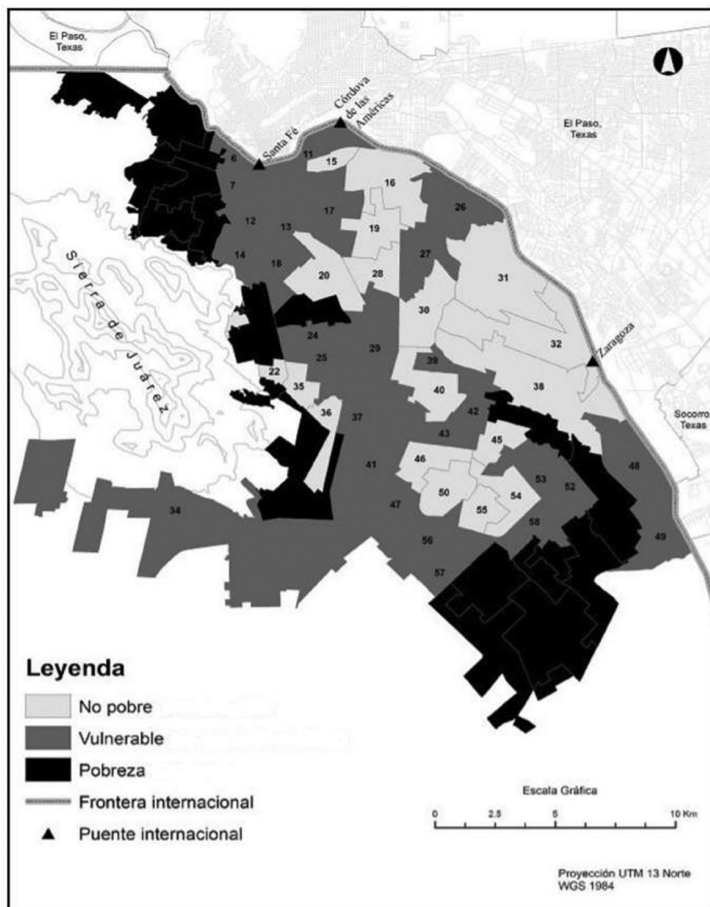 El Paso,
Texas
Córdova
de las
Américas
Santa Fé
El Paso,
Texas
6
11
15
7
16
12
17
26
13
19
14
18
27
20
28
31
30
Sierra de Juárez
24
29
32
Zaragoza
25
39
22
35
38
40
36
42
Socorro
Texas
37
43
45
46
41
48
53
52
50
54
47
55
34
58
56
49
57
Leyenda
No pobre
Vulnerable
Pobreza
Frontera internacional
Puente internacional
Escala Gráfica
0 2.5 5 10 Km
Proyección UTM 13 Norte
WGS 1984